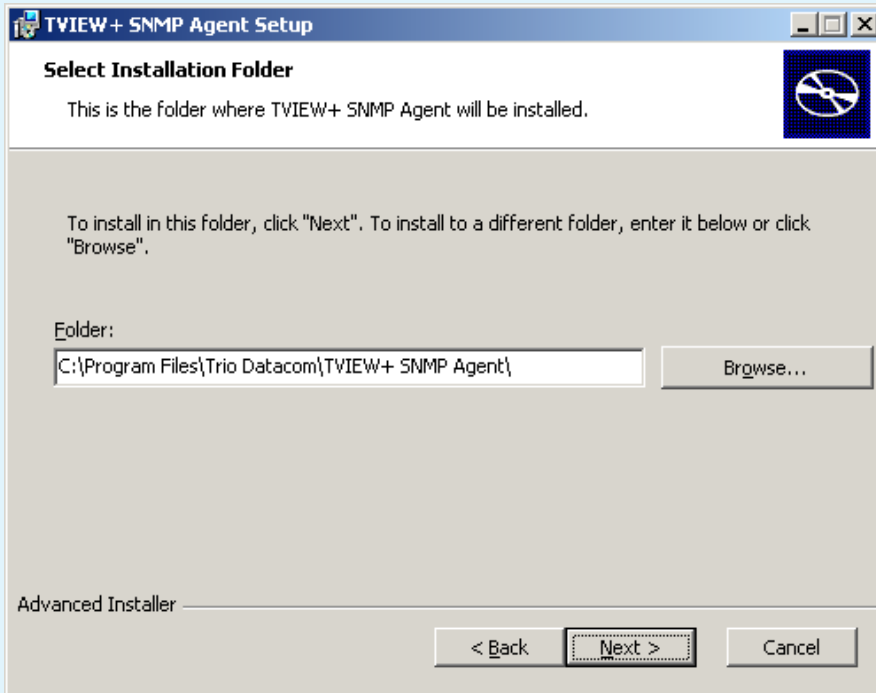 TVIEW+ SNMP Agent Setup
Select Installation Folder
This is the folder where TVIEW+ SNMP Agent will be installed.
To install in this folder, click "Next". To install to a different folder, enter it below or click
"Browse".
Folder:
C:\Program Files\Trio Datacom\TVIEW+ SNMP Agent\
Browse...
Advanced Installer
< Back
Next >
Cancel